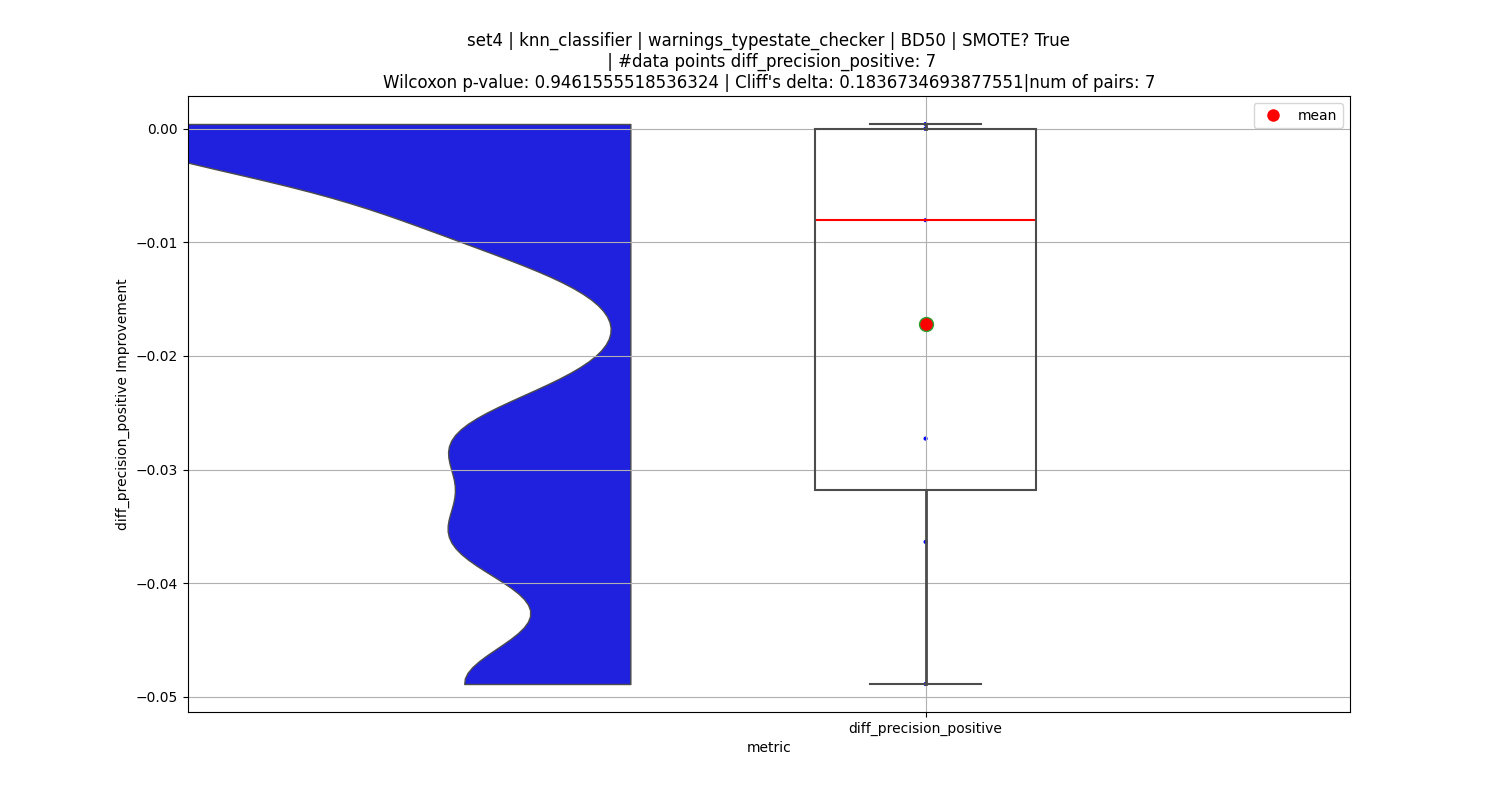 set4 | knn_classifier | warnings_typestate_checker | BD50 | SMOTE? True
| #data points diff_precision_positive: 7
Wilcoxon p-value: 0.9461555518536324 | Cliff's delta: 0.1836734693877551|num of pairs: 7
mean
0.00
−0.01
−0.02
−0.03
−0.04
−0.05
diff_precision_positive Improvement
diff_precision_positive
metric